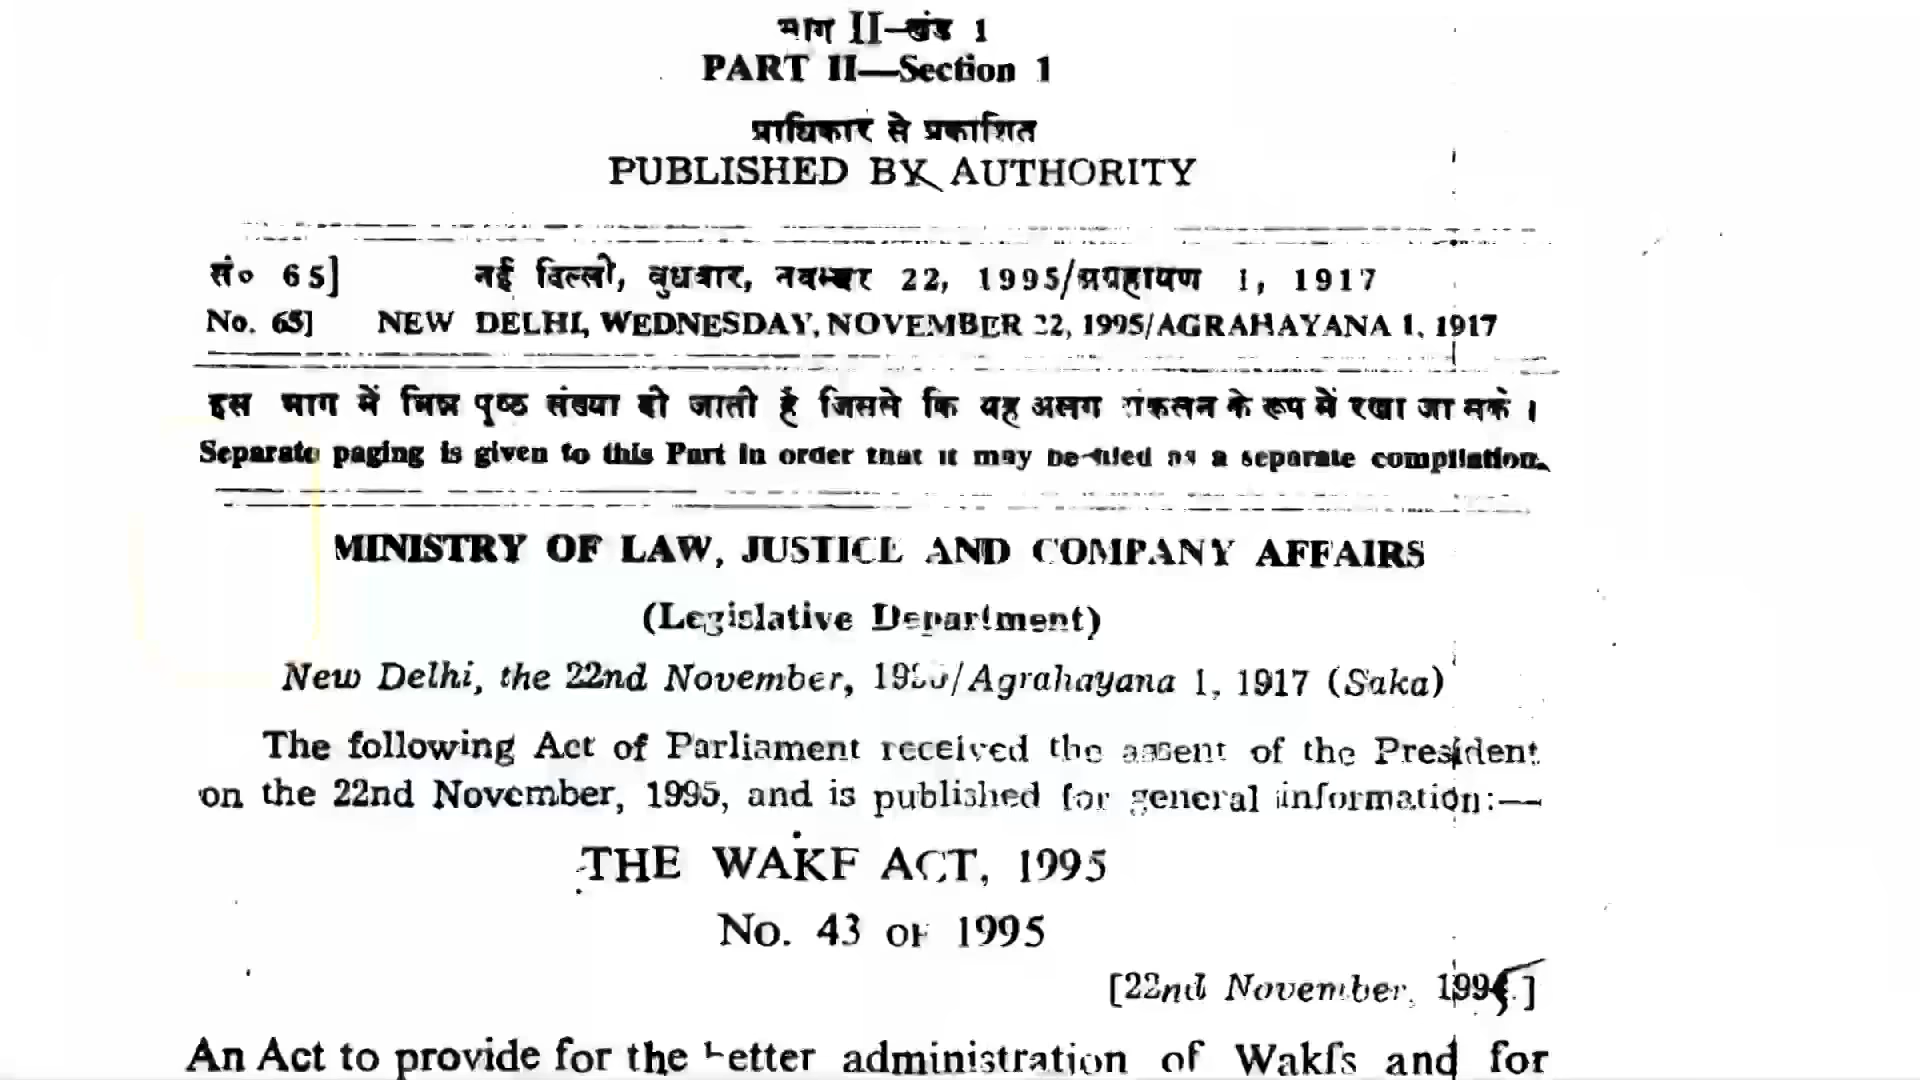 भाग II—खंड 1
PART II—Section 1
प्राधिकार से प्रकाशित
PUBLISHED BY AUTHORITY
सं० 65] नई दिल्ली, बुधवार, नवम्बर 22, 1995/अग्रहायण 1, 1917
No. 65] NEW DELHI, WEDNESDAY, NOVEMBER 22, 1995/AGRAHAYANA 1, 1917
इस भाग में भिन्न पृष्ठ संख्या दी जाती है जिससे कि यह अलग संकलन के रूप में रखा जा सके ।
Separate paging is given to this Part in order that it may be filed as a separate compilation.
MINISTRY OF LAW, JUSTICE AND COMPANY AFFAIRS
(Legislative Department)
New Delhi, the 22nd November, 1995/Agrahayana 1, 1917 (Saka)
The following Act of Parliament received the assent of the President
on the 22nd November, 1995, and is published for general information:—
THE WAKF ACT, 1995
No. 43 OF 1995
[22nd November, 1995.]
An Act to provide for the better administration of Wakfs and for